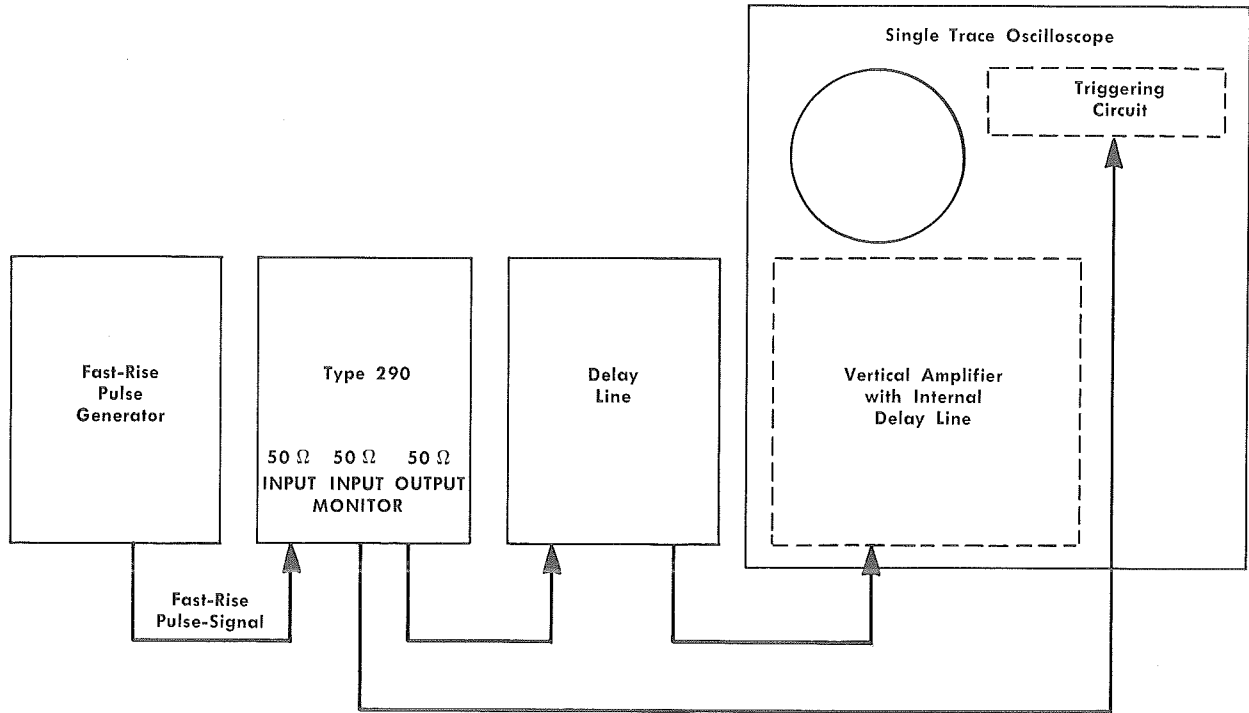 Single Trace Oscilloscope
Triggering
Circuit
Fast-Rise
Pulse
Generator
Type 290
50 Ω 50 Ω 50 Ω
INPUT INPUT OUTPUT
MONITOR
Delay
Line
Vertical Amplifier
with Internal
Delay Line
Fast-Rise
Pulse-Signal